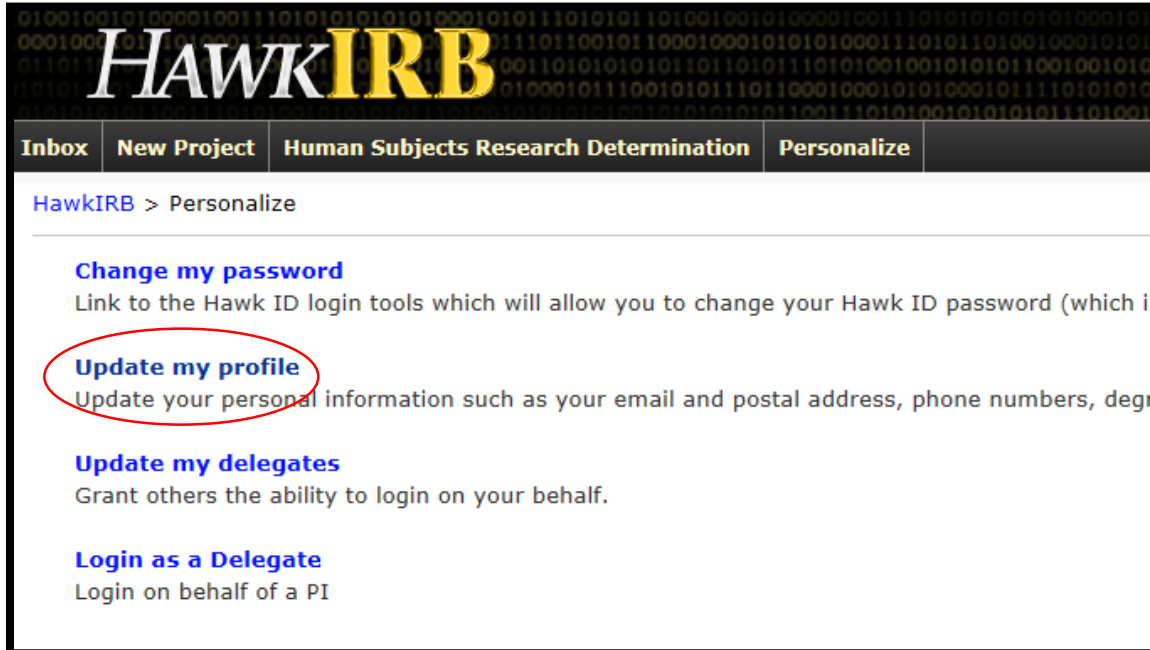 HAWKIRB
Inbox New Project Human Subjects Research Determination Personalize
HawkIRB > Personalize
Change my password
Link to the Hawk ID login tools which will allow you to change your Hawk ID password (which
Update my profile
Update your personal information such as your email and postal address, phone numbers,
Update my delegates
Grant others the ability to login on your behalf.
Login as a Delegate
Login on behalf of a PI